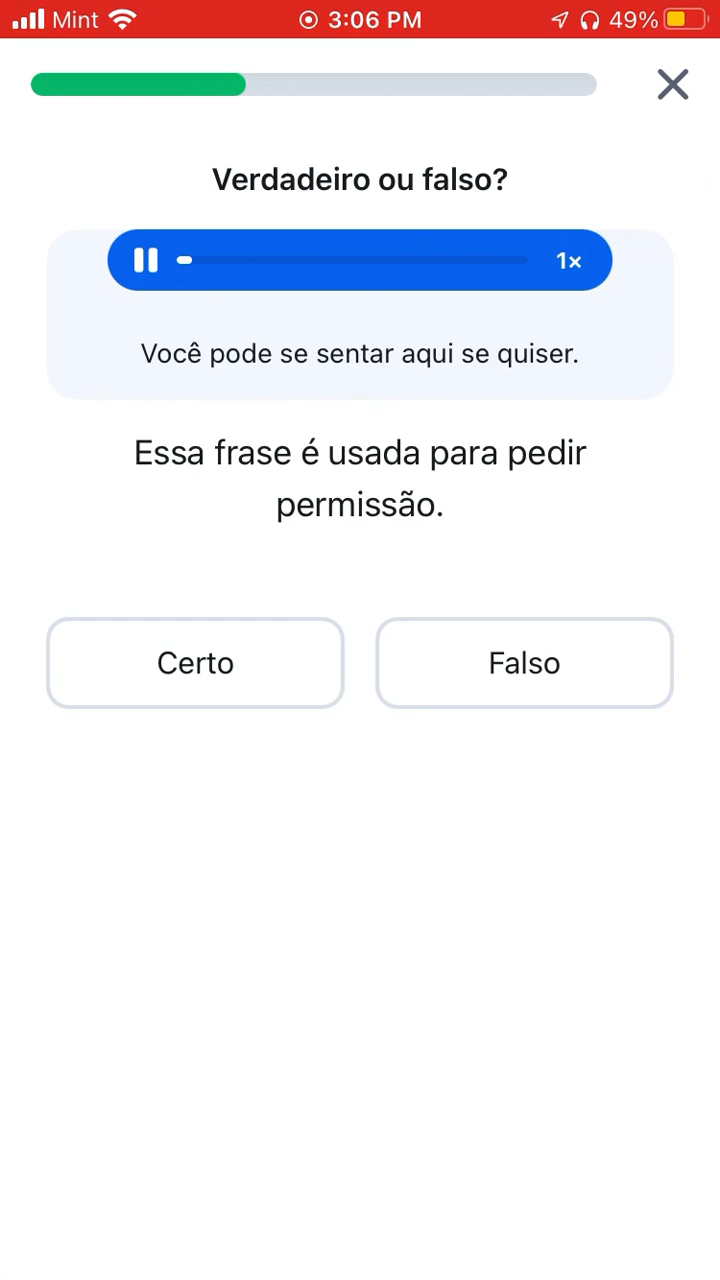 Mint 3:06 PM 49%
Verdadeiro ou falso?
1×
Você pode se sentar aqui se quiser.
Essa frase é usada para pedir
permissão.
Certo Falso